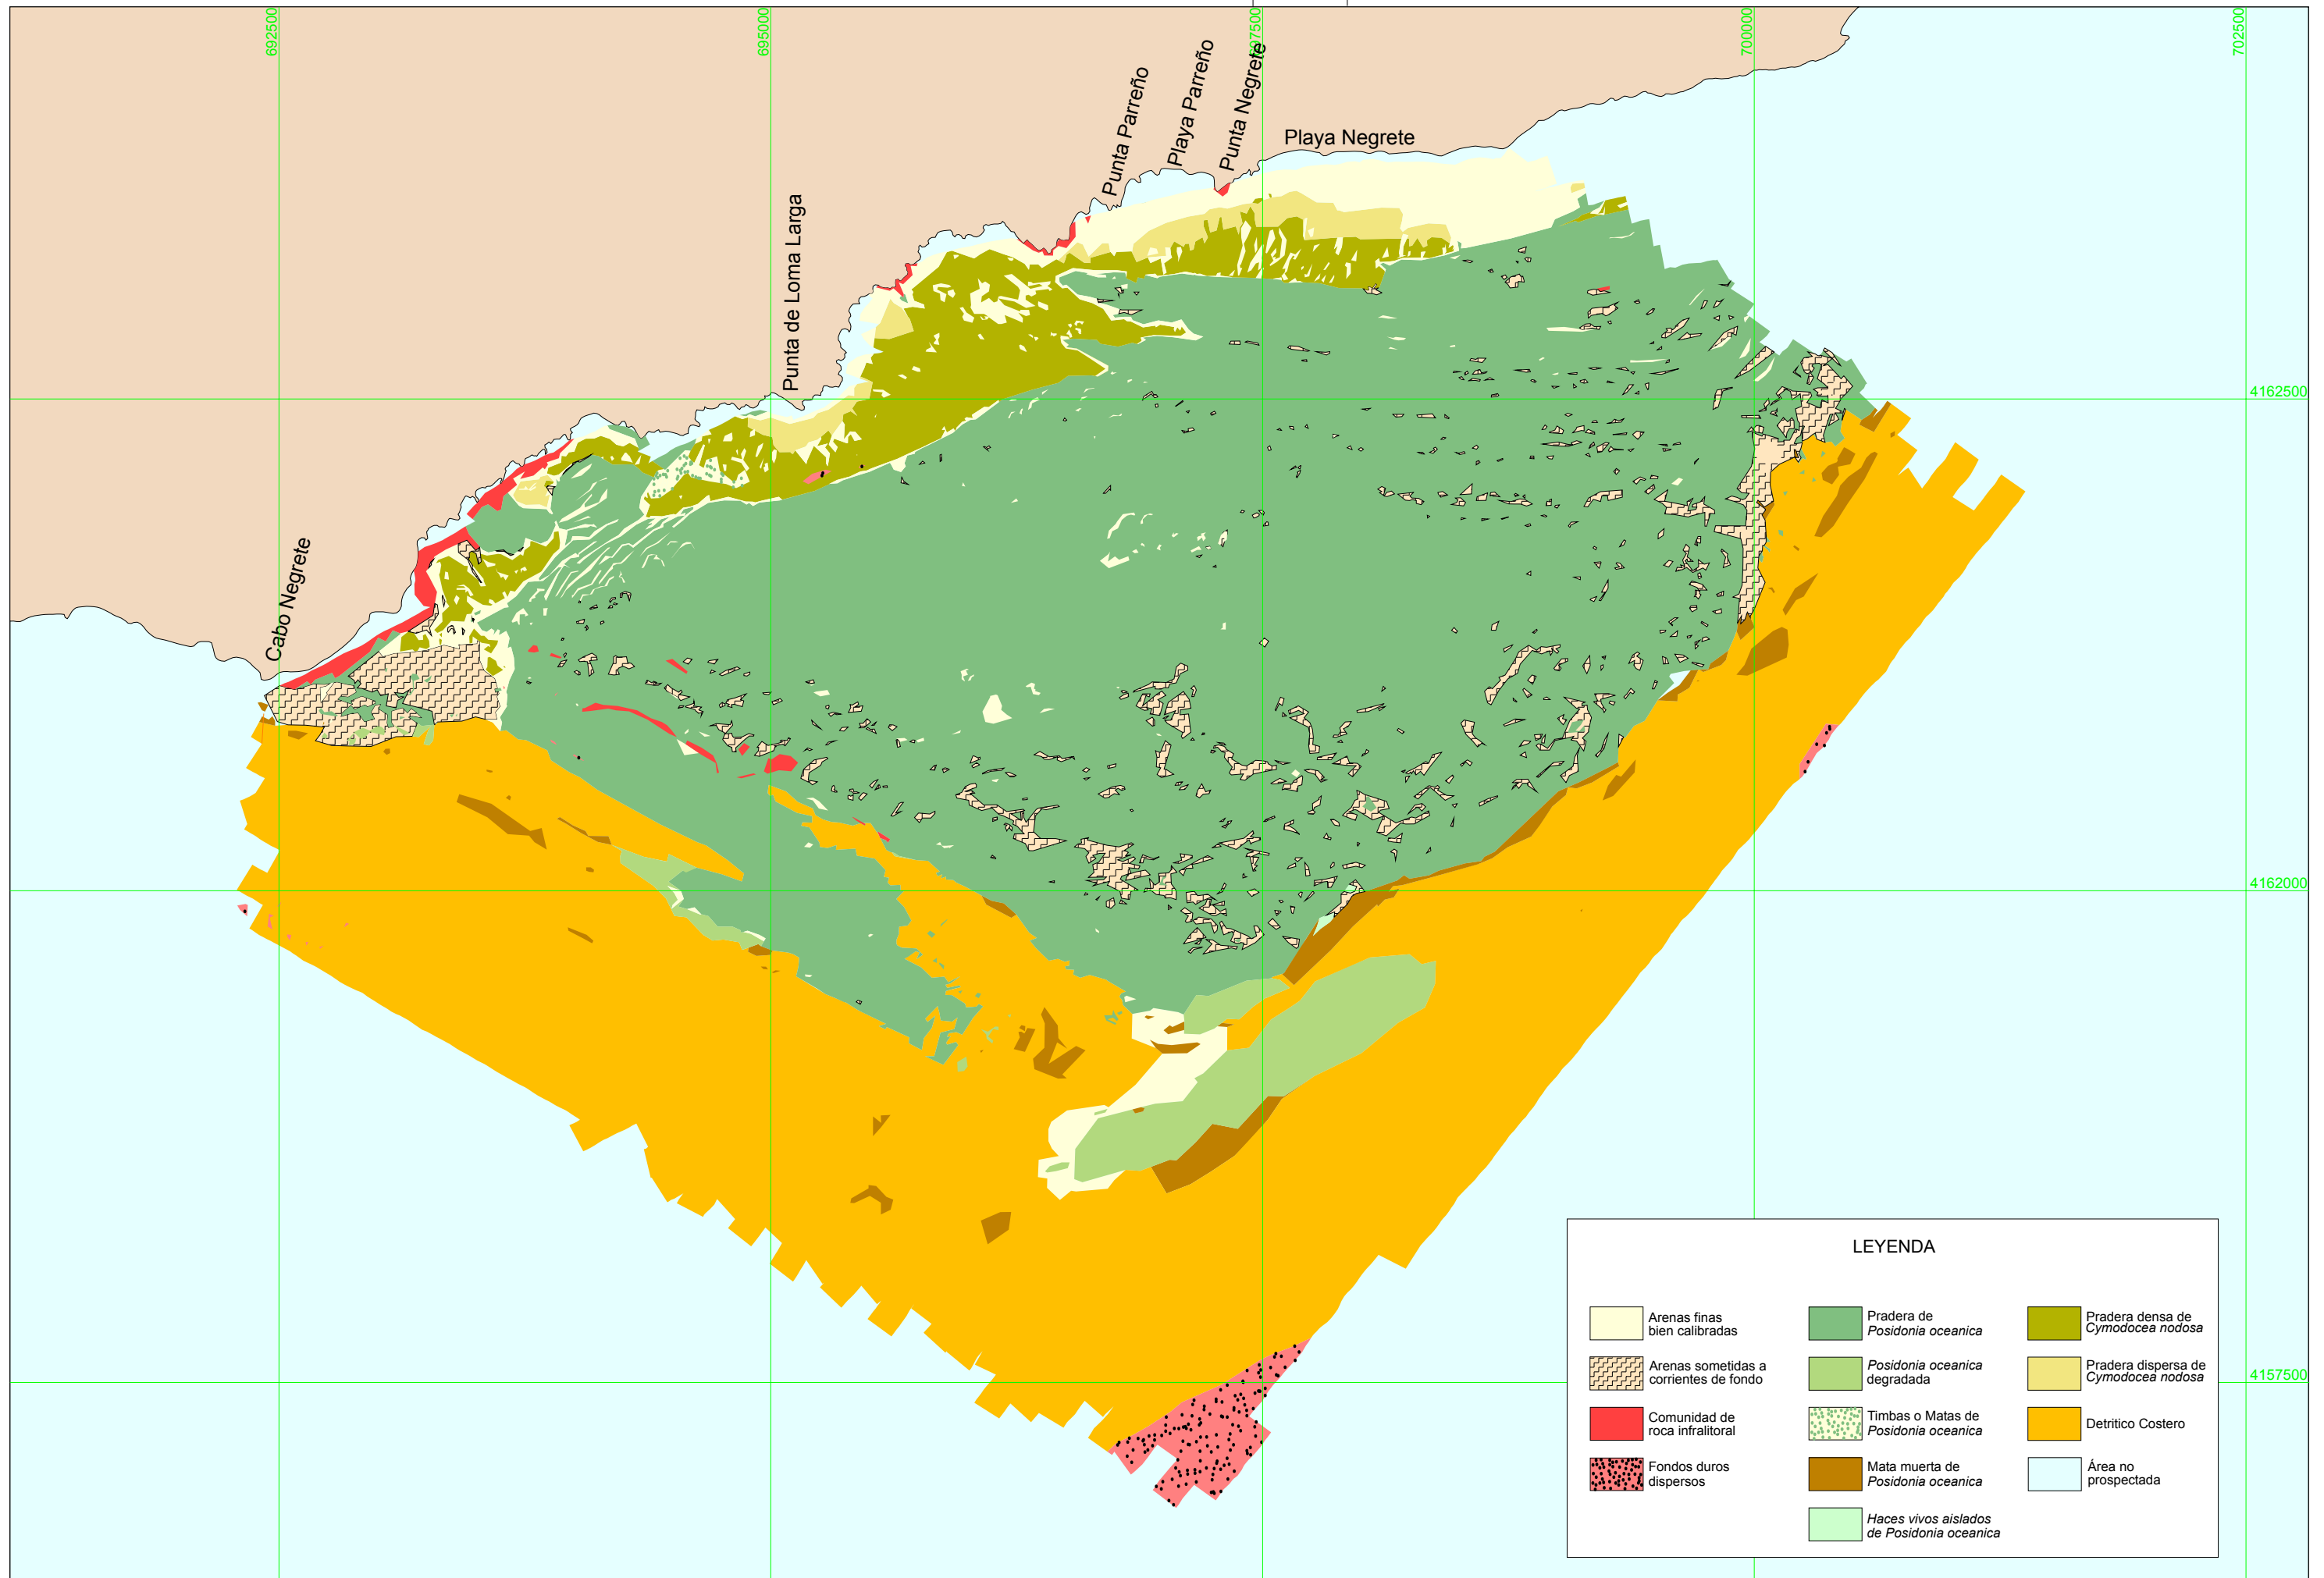 692500
695000
697500
700000
702500
Punta Parreño
Playa Parreño
Punta Negrete
Playa Negrete
Punta de Loma Larga
Cabo Negrete
4162500
4162000
4157500
LEYENDA
Arenas finas
bien calibradas
Arenas sometidas a
corrientes de fondo
Comunidad de
roca infralitoral
Fondos duros
dispersos
Pradera de
Posidonia oceanica
Posidonia oceanica
degradada
Timbas o Matas de
Posidonia oceanica
Mata muerta de
Posidonia oceanica
Haces vivos aislados
de Posidonia oceanica
Pradera densa de
Cymodocea nodosa
Pradera dispersa de
Cymodocea nodosa
Detritico Costero
Área no
prospectada